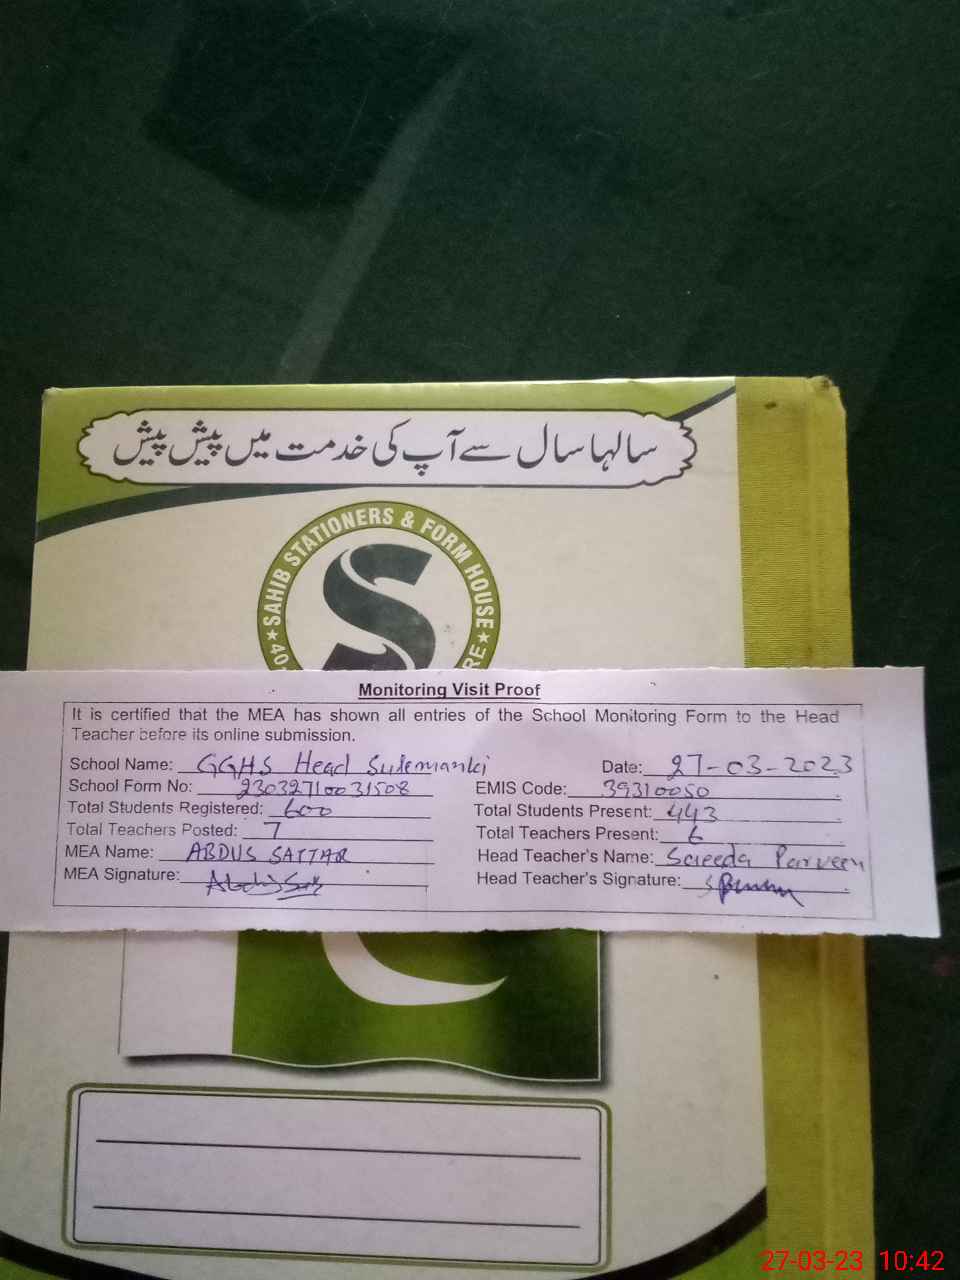 سالہا سال سے آپ کی خدمت میں پیش پیش
SAHIB STATIONERS & FORM HOUSE
S
Monitoring Visit Proof
It is certified that the MEA has shown all entries of the School Monitoring Form to the Head
Teacher before its online submission.
School Name: GGHS Head Sulemanki Date: 27-03-2023
School Form No: 23032710031508 EMIS Code: 39310050
Total Students Registered: 600 Total Students Present: 443
Total Teachers Posted: 7 Total Teachers Present: 6
MEA Name: ABDUS SATTAR Head Teacher's Name: Saeeda Parveen
MEA Signature: Head Teacher's Signature:
27-03-23 10:42